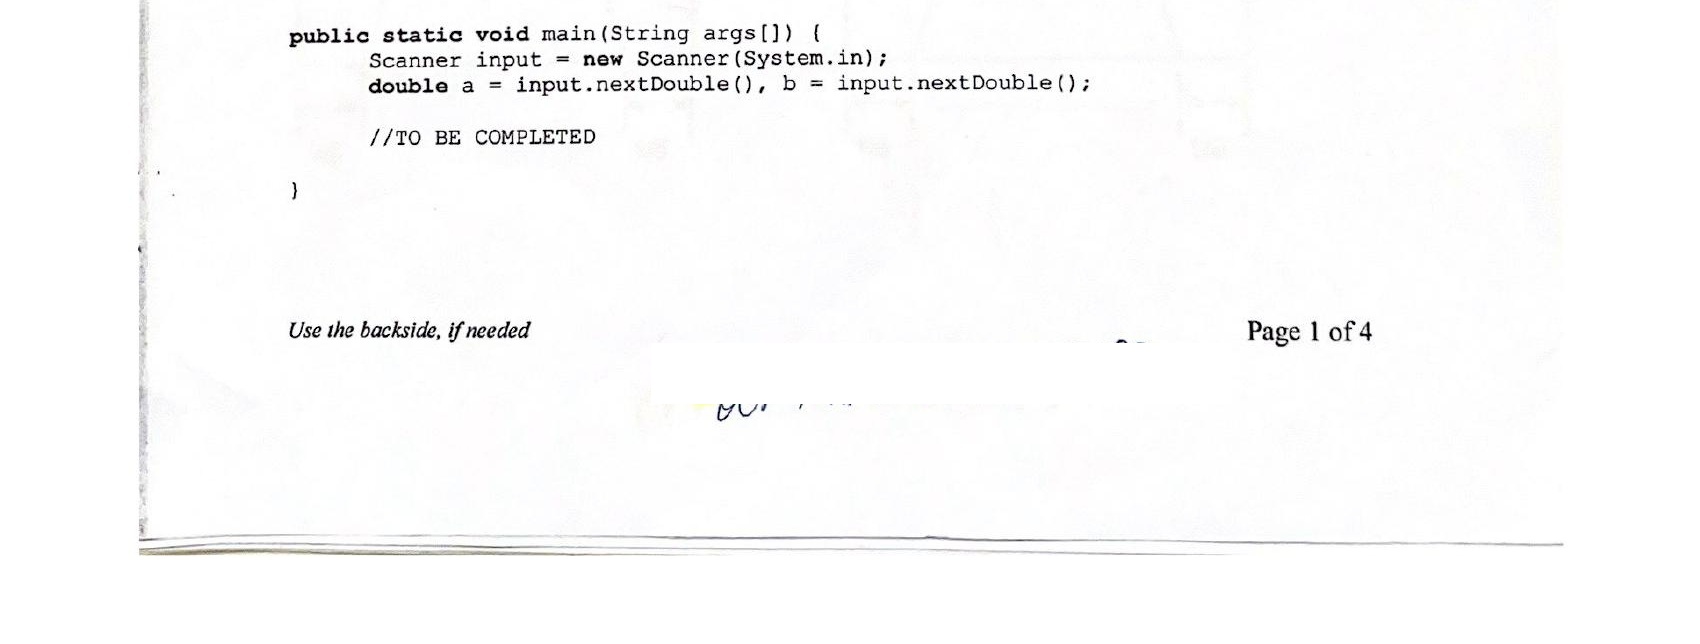 public static void main(String args[]) {
Scanner input = new Scanner(System.in);
double a = input.nextDouble(), b = input.nextDouble();
//TO BE COMPLETED
}
Use the backside, if needed
Page 1 of 4